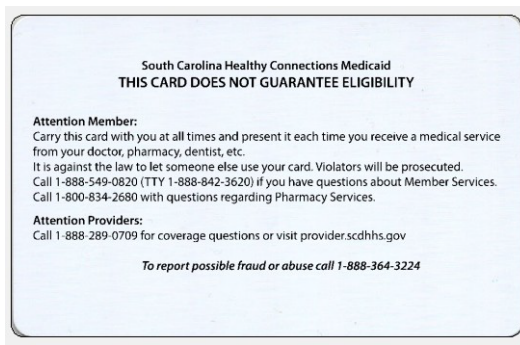 South Carolina Healthy Connections Medicaid
THIS CARD DOES NOT GUARANTEE ELIGIBILITY
Attention Member:
Carry this card with you at all times and present it each time you receive a medical service
from your doctor, pharmacy, dentist, etc.
It is against the law to let someone else use your card. Violators will be prosecuted.
Call 1-888-549-0820 (TTY 1-888-842-3620) if you have questions about Member Services.
Call 1-800-834-2680 with questions regarding Pharmacy Services.
Attention Providers:
Call 1-888-289-0709 for coverage questions or visit provider.scdhhs.gov
To report possible fraud or abuse call 1-888-364-3224